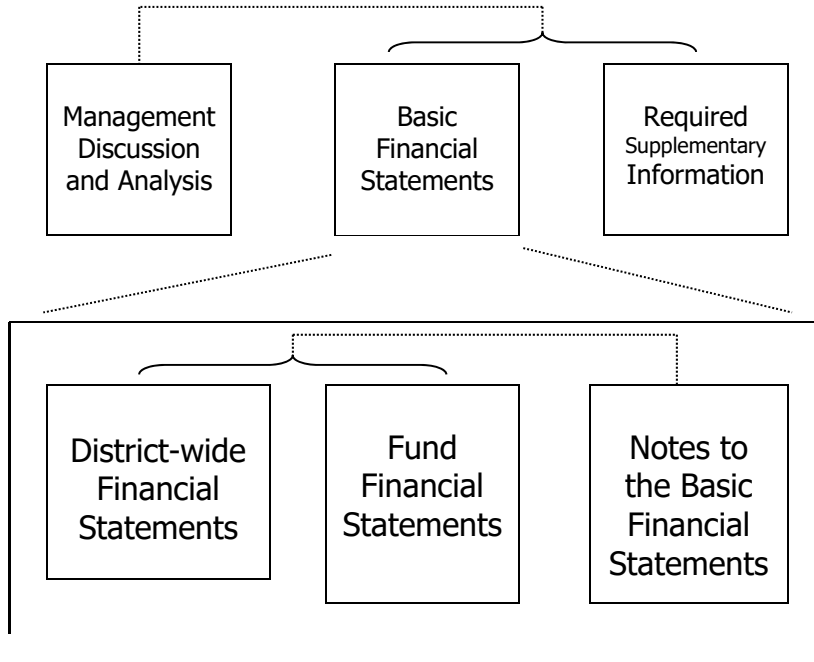 Management
Discussion
and Analysis
Basic
Financial
Statements
Required
Supplementary
Information
District-wide
Financial
Statements
Fund
Financial
Statements
Notes to
the Basic
Financial
Statements